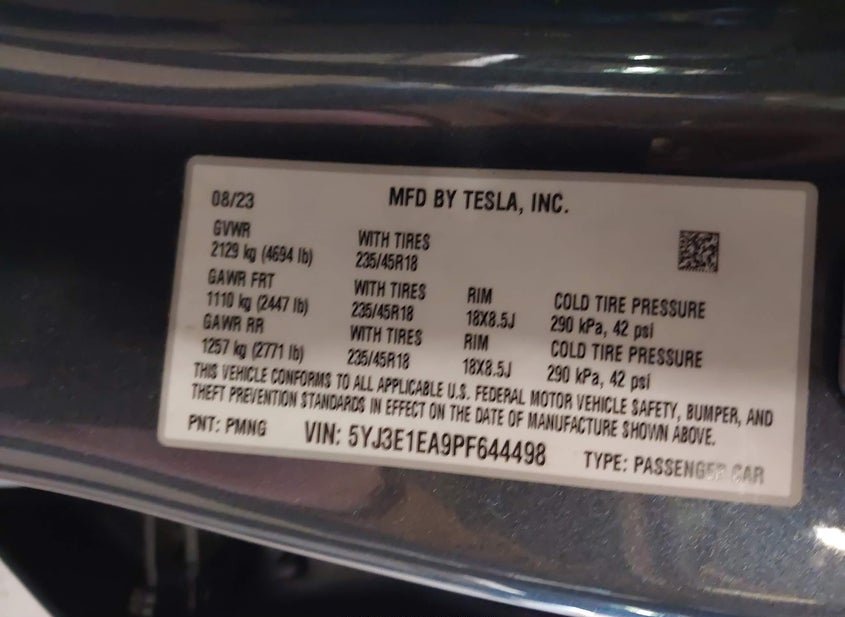 08/23 MFD BY TESLA, INC.
GVWR WITH TIRES
2129 kg (4694 lb) 235/45R18
GAWR FRT WITH TIRES RIM COLD TIRE PRESSURE
1110 kg (2447 lb) 235/45R18 18X8.5J 290 kPa, 42 psi
GAWR RR WITH TIRES RIM COLD TIRE PRESSURE
1257 kg (2771 lb) 235/45R18 18X8.5J 290 kPa, 42 psi
THIS VEHICLE CONFORMS TO ALL APPLICABLE U.S. FEDERAL MOTOR VEHICLE SAFETY, BUMPER, AND
THEFT PREVENTION STANDARDS IN EFFECT ON THE DATE OF MANUFACTURE SHOWN ABOVE.
PNT: PMNG VIN: 5YJ3E1EA9PF644498 TYPE: PASSENGER CAR